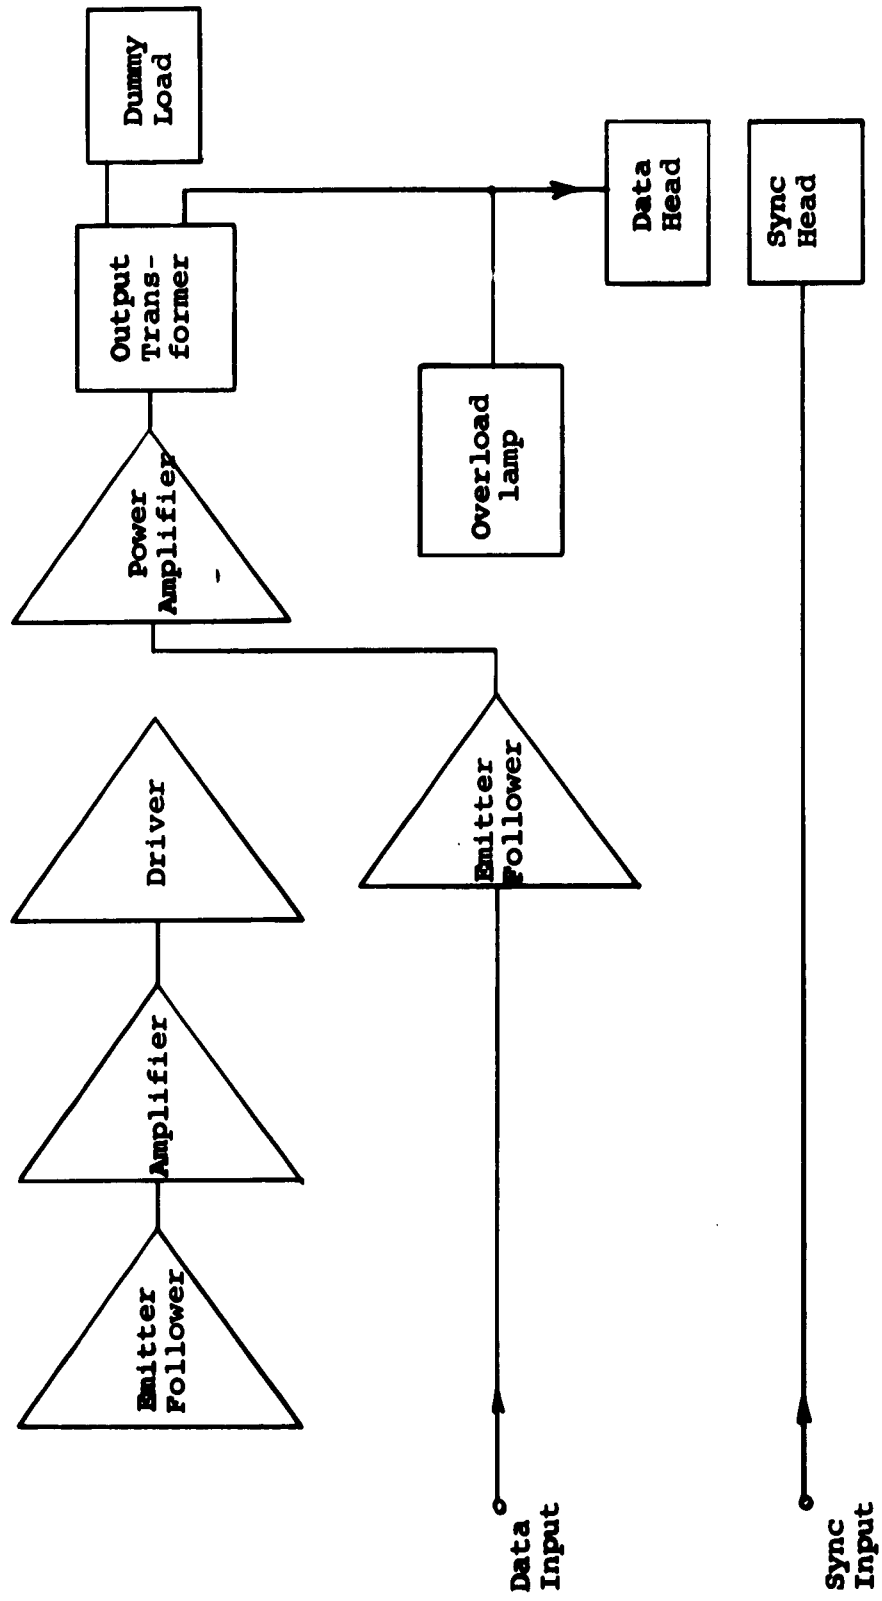 Emitter
Follower
Amplifier
Driver
Power
Amplifier
Output
Trans-
former
Dummy
Load
Data
Input
Emitter
Follower
Overload
lamp
Data
Head
Sync
Input
Sync
Head